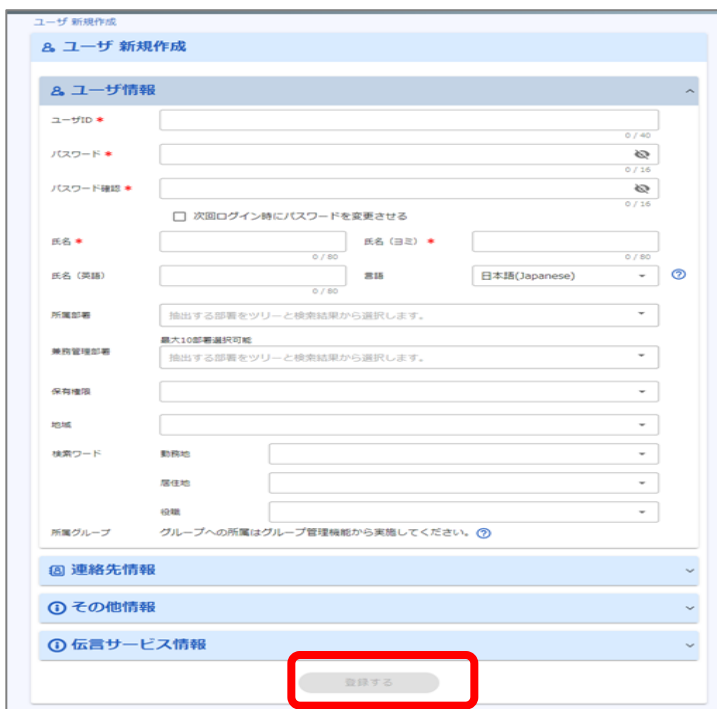 ユーザ 新規作成
ユーザ 新規作成
ユーザ情報
ユーザID *
0 / 40
パスワード *
0 / 16
パスワード確認 *
0 / 16
次回ログイン時にパスワードを変更させる
氏名 *
氏名（ヨミ） *
0 / 80
0 / 80
氏名（英語）
言語
日本語(Japanese)
0 / 80
所属部署
抽出する部署をツリーと検索結果から選択します。
最大10部署選択可能
兼務管理部署
抽出する部署をツリーと検索結果から選択します。
保有権限
地域
検索ワード
勤務地
居住地
役職
所属グループ
グループへの所属はグループ管理機能から実施してください。
連絡先情報
その他情報
伝言サービス情報
登録する